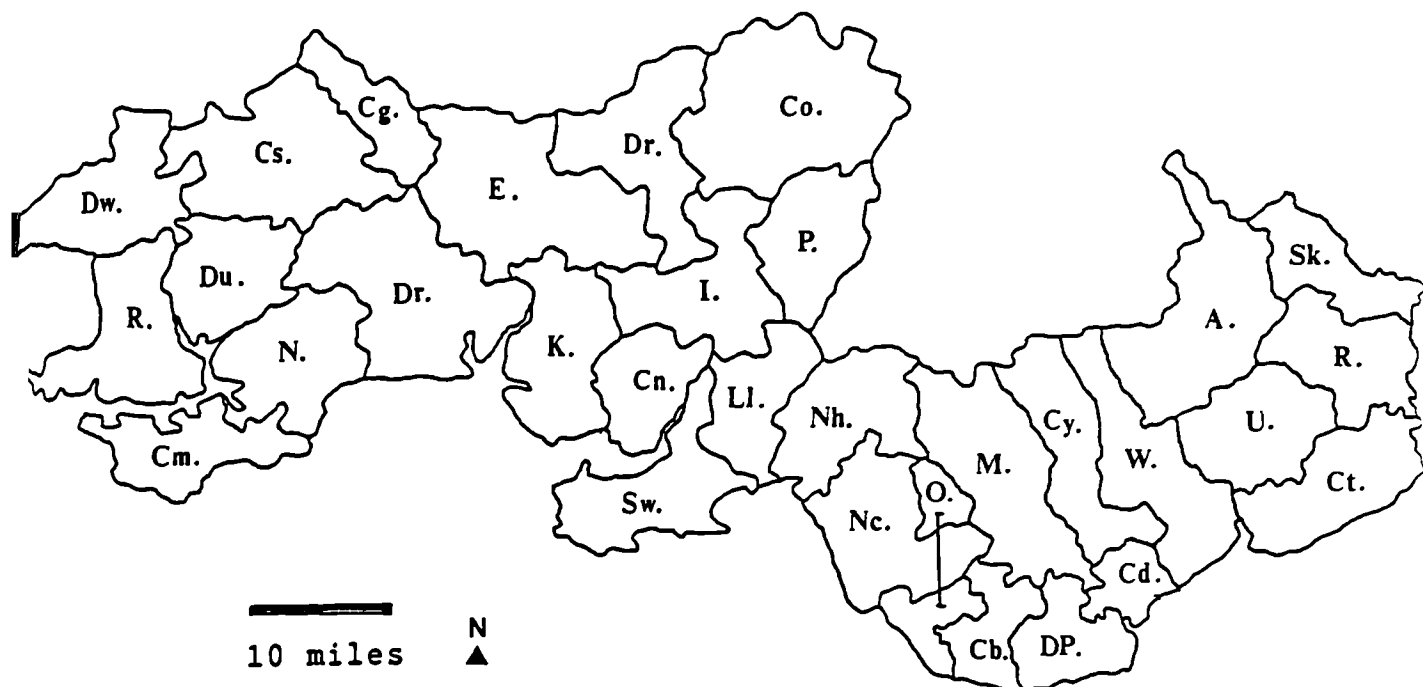 Cg.
Co.
Dr.
Cs.
E.
Dw.
P.
Sk.
Du.
Dr.
I.
A.
R.
N.
K.
R.
Cn.
Ll.
Nh.
Cy.
U.
Cm.
M.
W.
Sw.
O.
Nc.
Ct.
Cd.
Cb.
DP.
10 miles
N